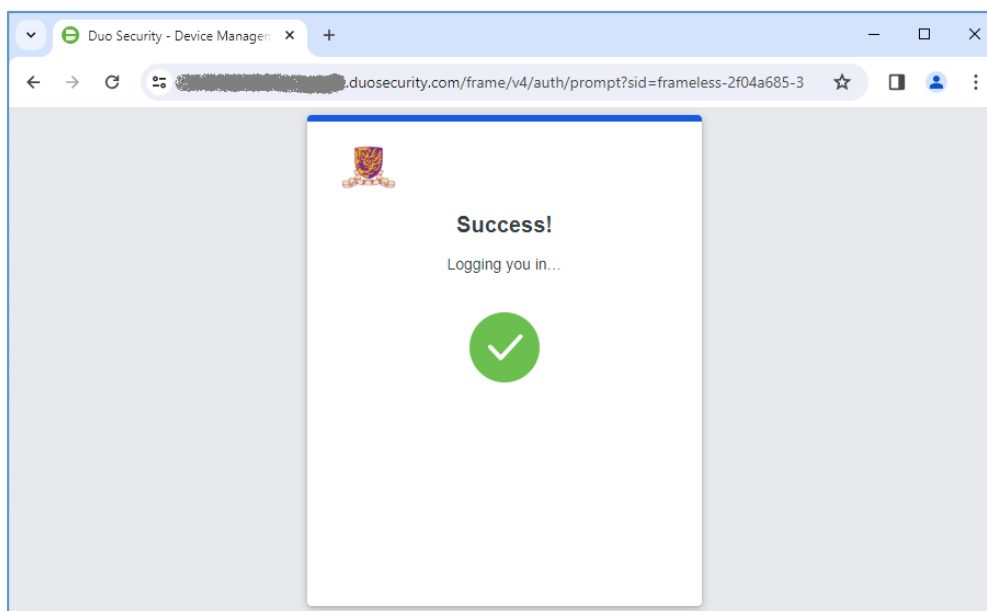 Duo Security - Device Managen
.duosecurity.com/frame/v4/auth/prompt?sid=frameless-2f04a685-3
Success!
Logging you in...